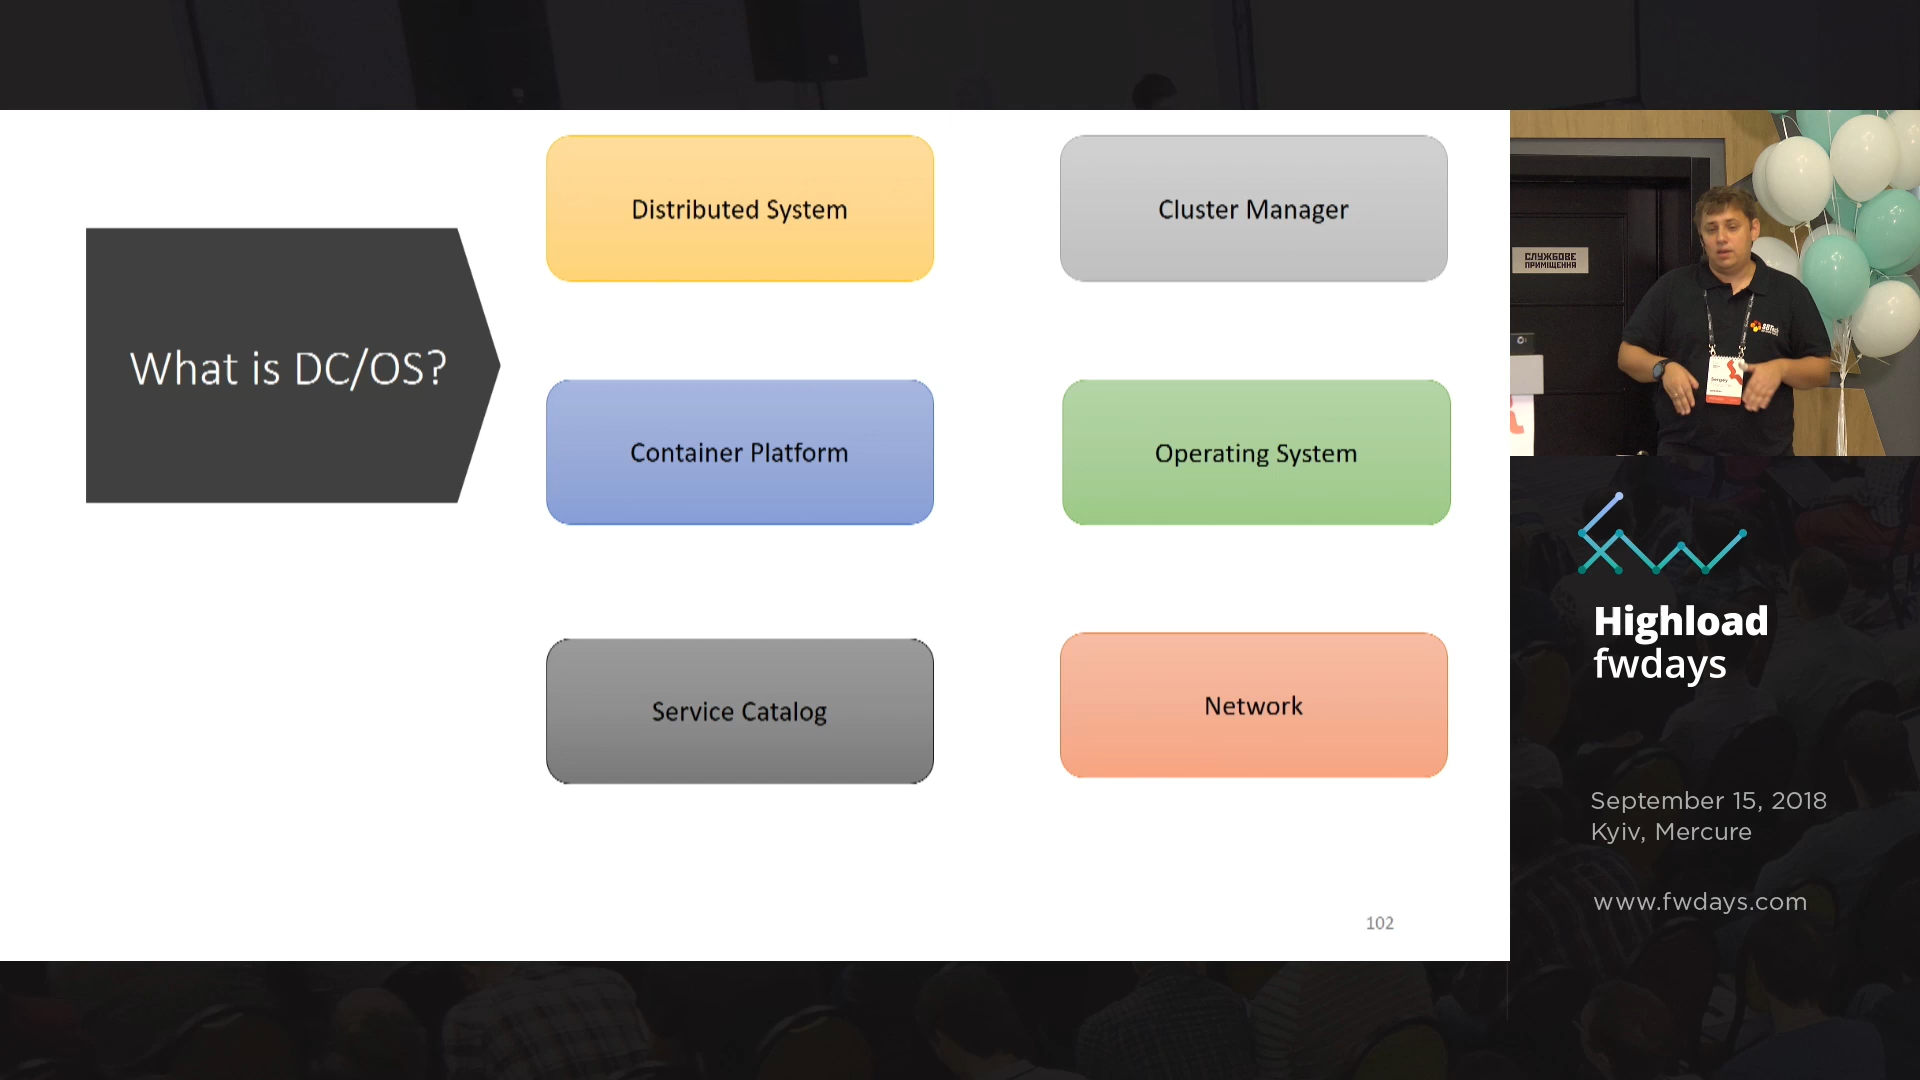 What is DC/OS?
Distributed System
Cluster Manager
Container Platform
Operating System
Service Catalog
Network
102
СЛУЖБОВЕ
ПРИМІЩЕННЯ
Sergey
Highload
fwdays
September 15, 2018
Kyiv, Mercure
www.fwdays.com